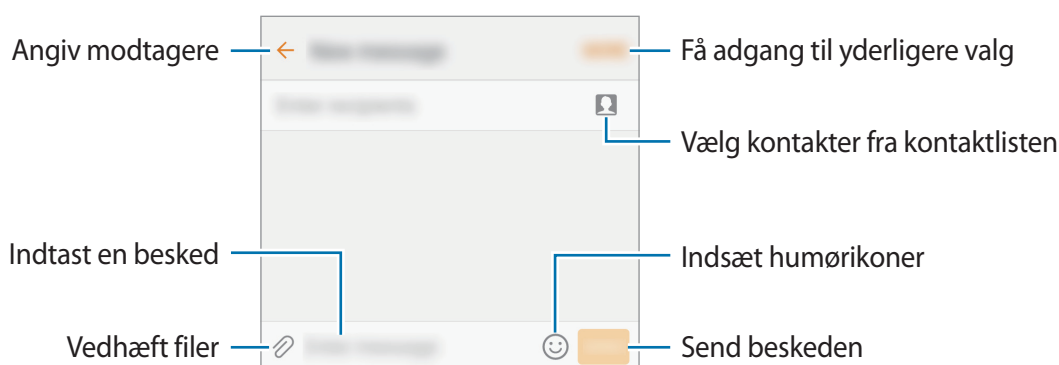 Angiv modtagere
Få adgang til yderligere valg
Vælg kontakter fra kontaktlisten
Indtast en besked
Indsæt humørikoner
Vedhæft filer
Send beskeden